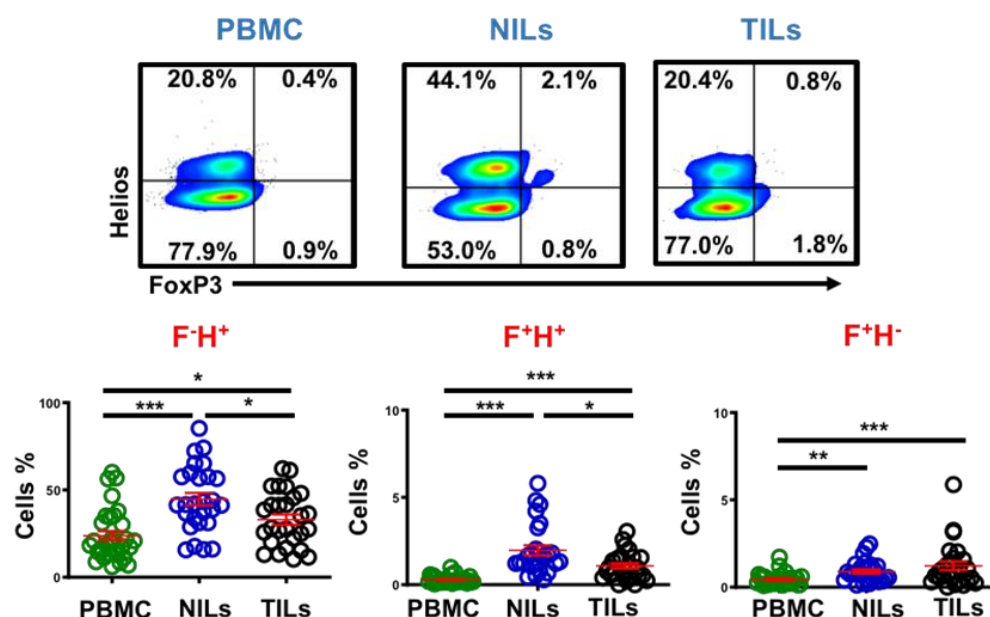 PBMC NILs TILs
20.8% 0.4% 44.1% 2.1% 20.4% 0.8%
Helios
77.9% 0.9% 53.0% 0.8% 77.0% 1.8%
FoxP3
F-H+ F+H+ F+H-
*
*** *
***
*** *
***
**
Cells %
100
50
0
PBMC NILs TILs
Cells %
10
5
0
PBMC NILs TILs
Cells %
10
5
0
PBMC NILs TILs